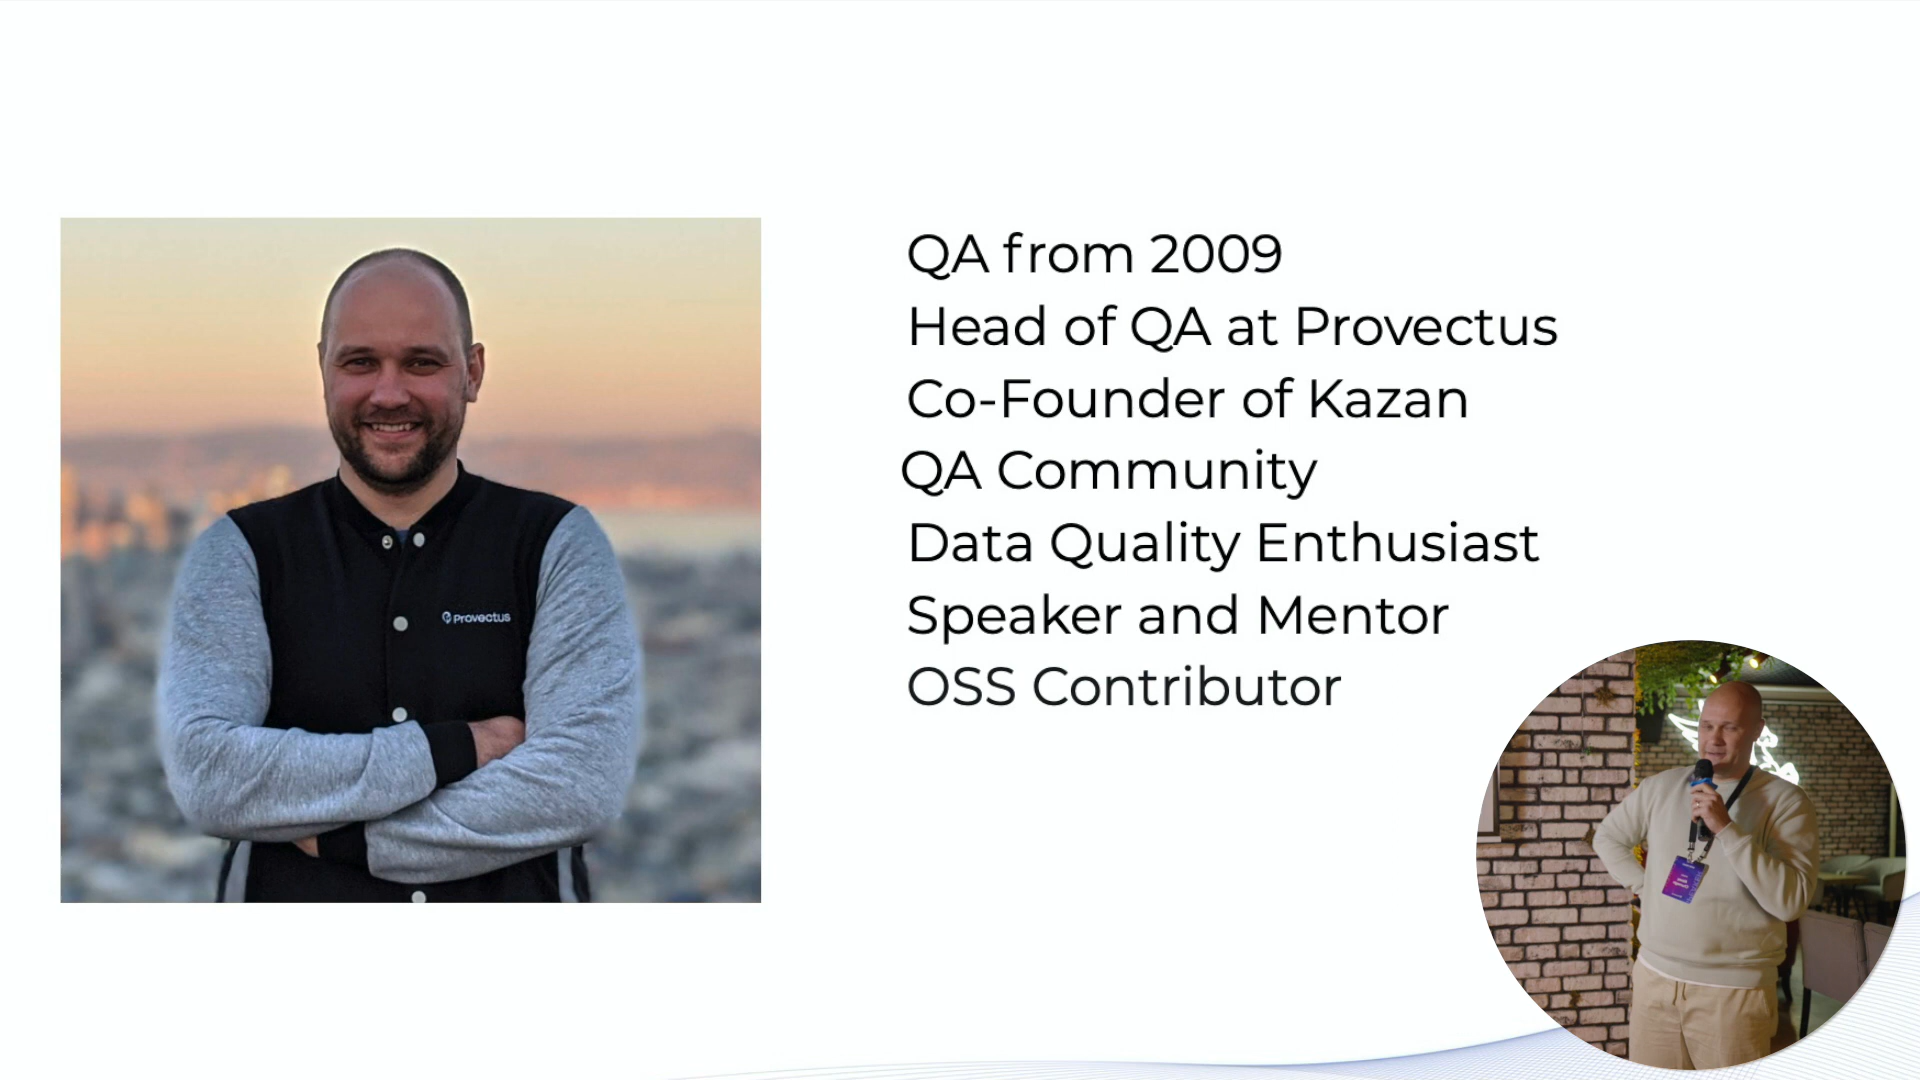 QA from 2009
Head of QA at Provectus
Co-Founder of Kazan
QA Community
Data Quality Enthusiast
Provectus
Speaker and Mentor
OSS Contributor